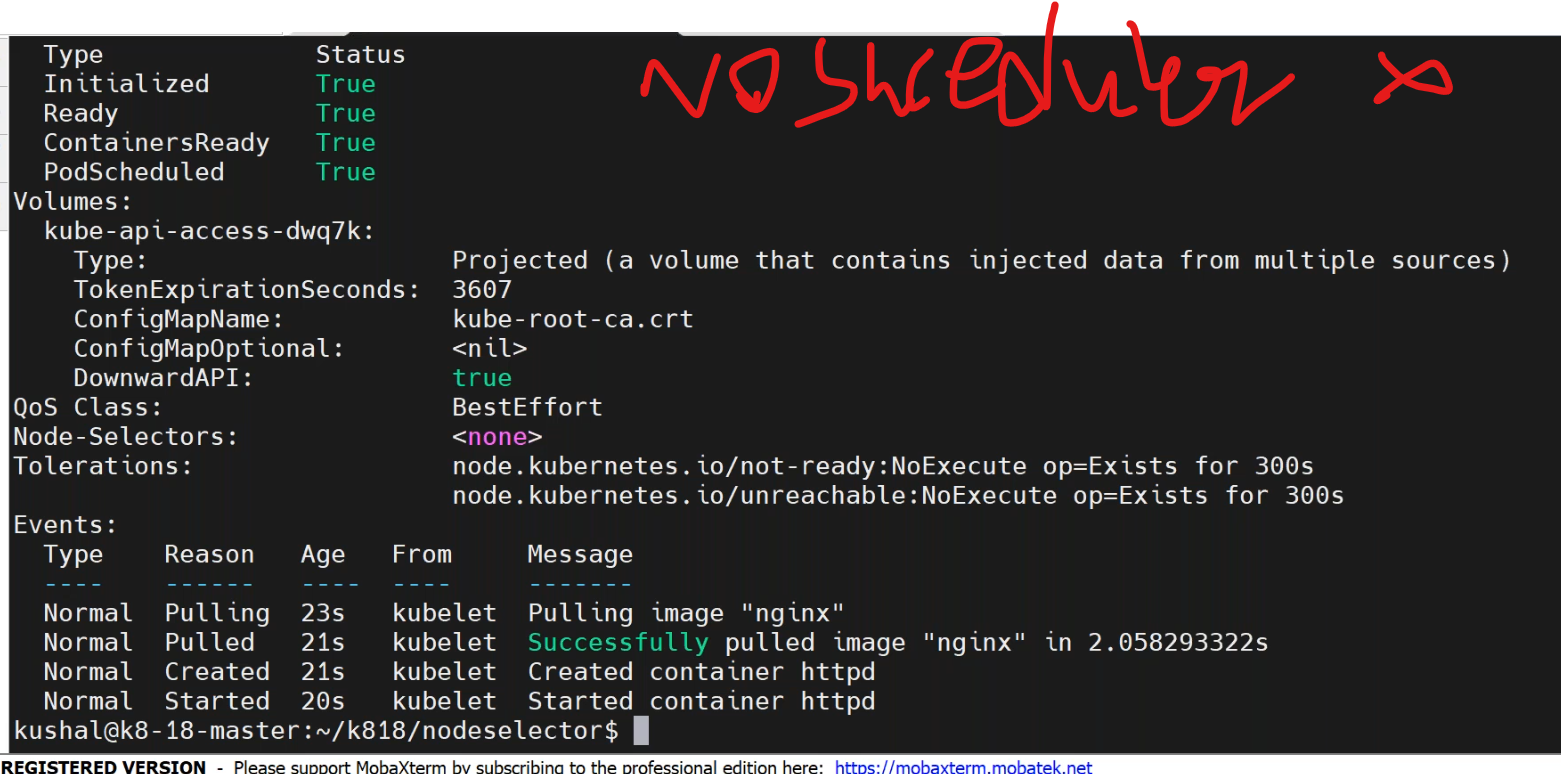 No Shceduler x
Type Status
Initialized True
Ready True
ContainersReady True
PodScheduled True
Volumes:
kube-api-access-dwq7k:
Type: Projected (a volume that contains injected data from multiple sources)
TokenExpirationSeconds: 3607
ConfigMapName: kube-root-ca.crt
ConfigMapOptional: <nil>
DownwardAPI: true
QoS Class: BestEffort
Node-Selectors: <none>
Tolerations: node.kubernetes.io/not-ready:NoExecute op=Exists for 300s
node.kubernetes.io/unreachable:NoExecute op=Exists for 300s
Events:
Type Reason Age From Message
---- ------ ---- ---- -------
Normal Pulling 23s kubelet Pulling image "nginx"
Normal Pulled 21s kubelet Successfully pulled image "nginx" in 2.058293322s
Normal Created 21s kubelet Created container httpd
Normal Started 20s kubelet Started container httpd
kushal@k8-18-master:~/k818/nodeselector$
REGISTERED VERSION - Please support MobaXterm by subscribing to the professional edition here: https://mobaxterm.mobatek.net